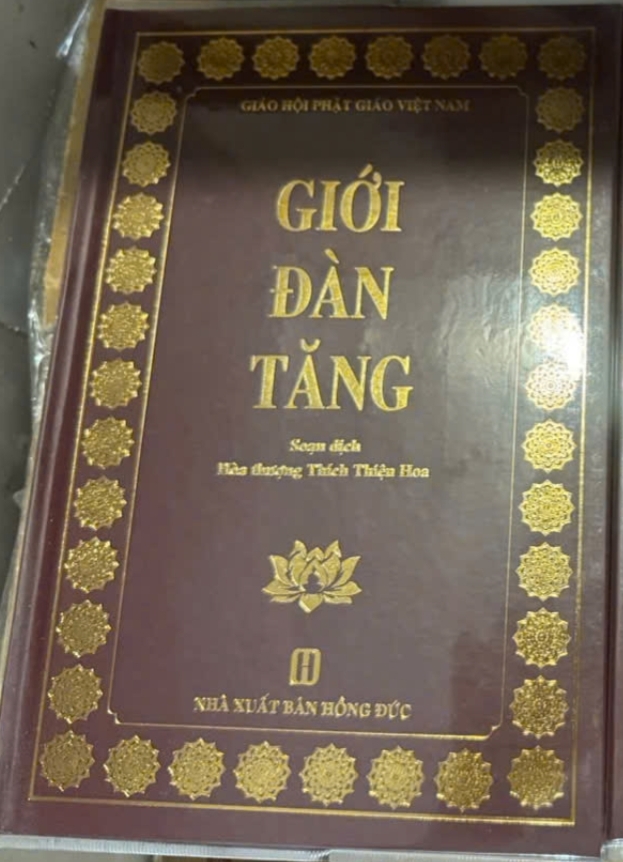 GIÁO HỘI PHẬT GIÁO VIỆT NAM
GIỚI
ĐÀN
TĂNG
Soạn dịch
Hòa thượng Thích Thiện Hoa
NHÀ XUẤT BẢN HỒNG ĐỨC